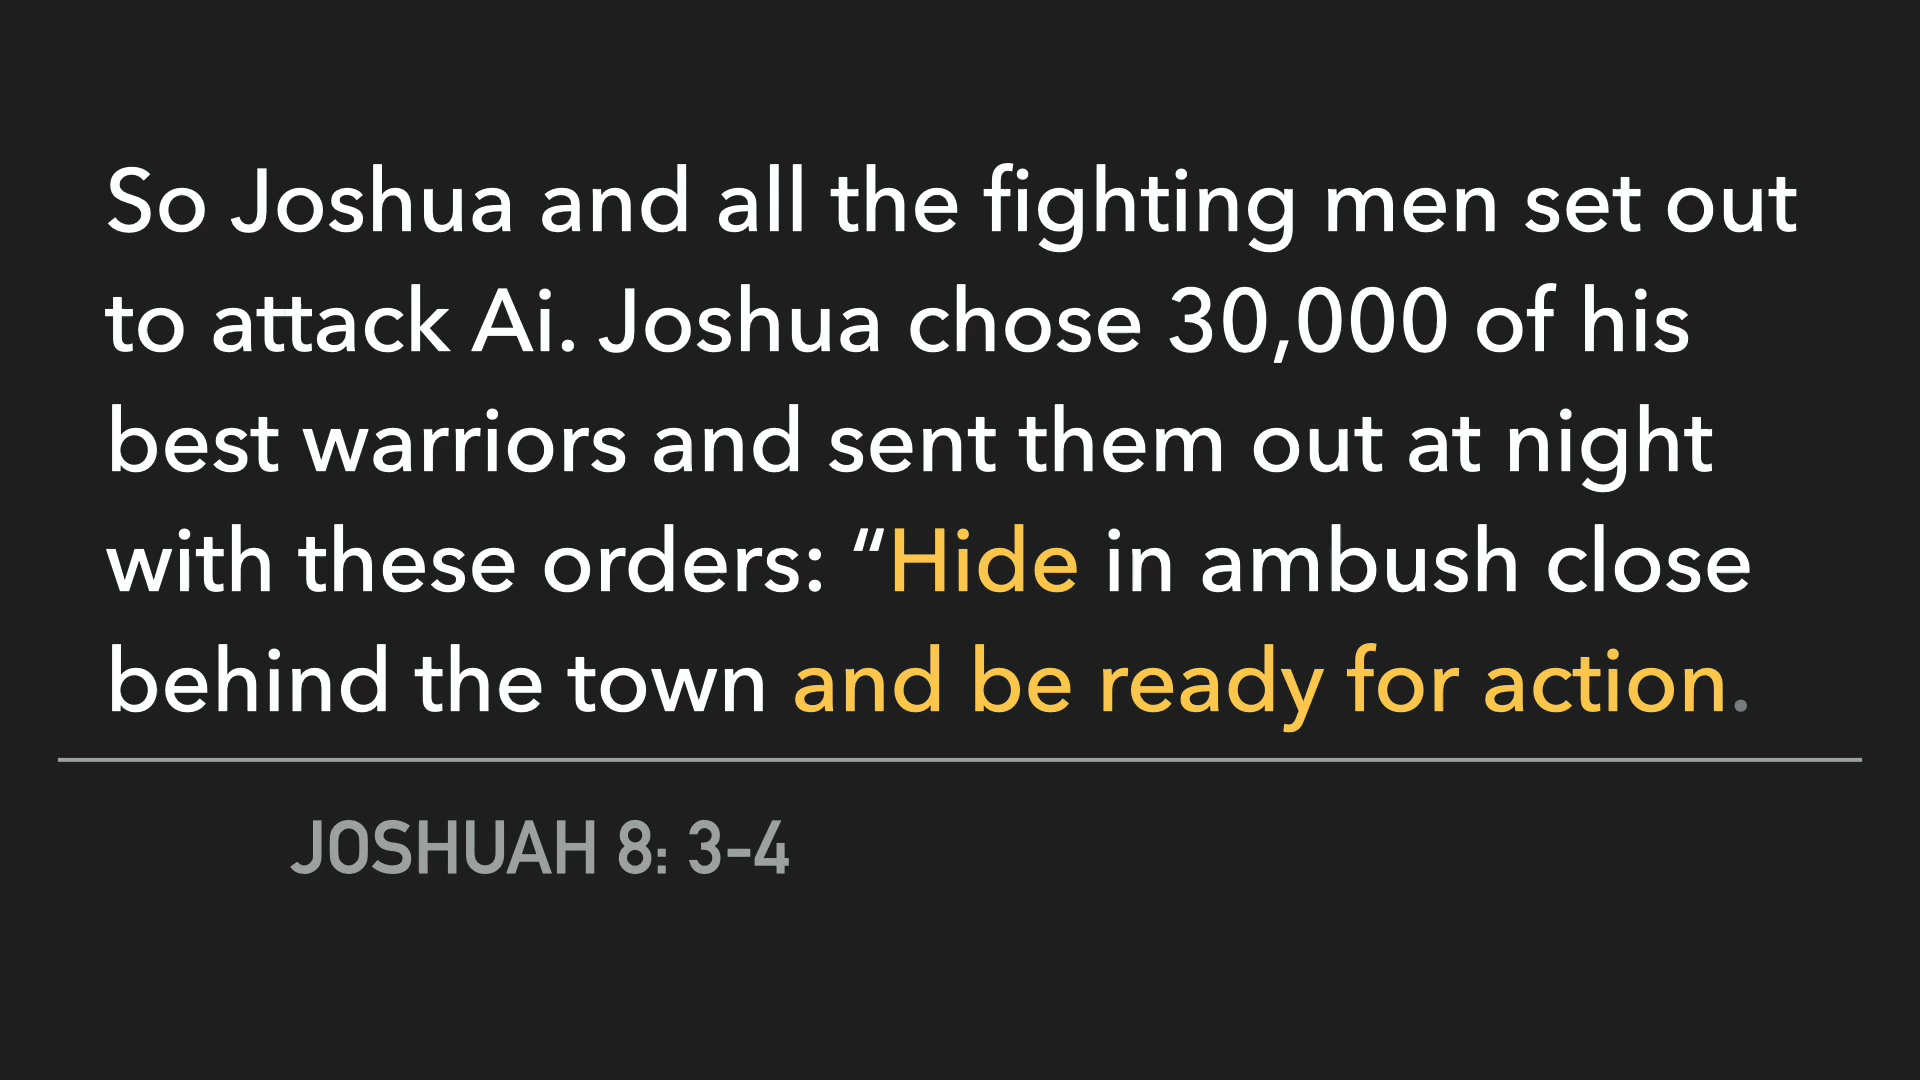 So Joshua and all the fighting men set out
to attack Ai. Joshua chose 30,000 of his
best warriors and sent them out at night
with these orders: “Hide in ambush close
behind the town and be ready for action.
JOSHUAH 8: 3-4